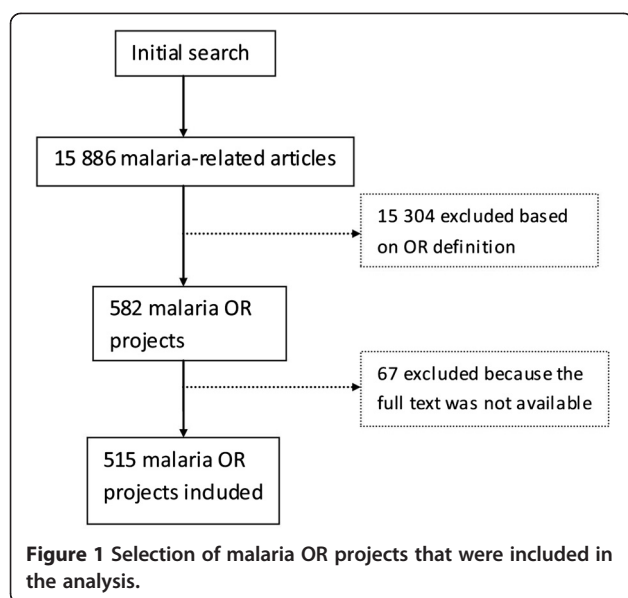 Initial search
15 886 malaria-related articles
15 304 excluded based
on OR definition
582 malaria OR
projects
67 excluded because the
full text was not available
515 malaria OR
projects included
Figure 1 Selection of malaria OR projects that were included in
the analysis.